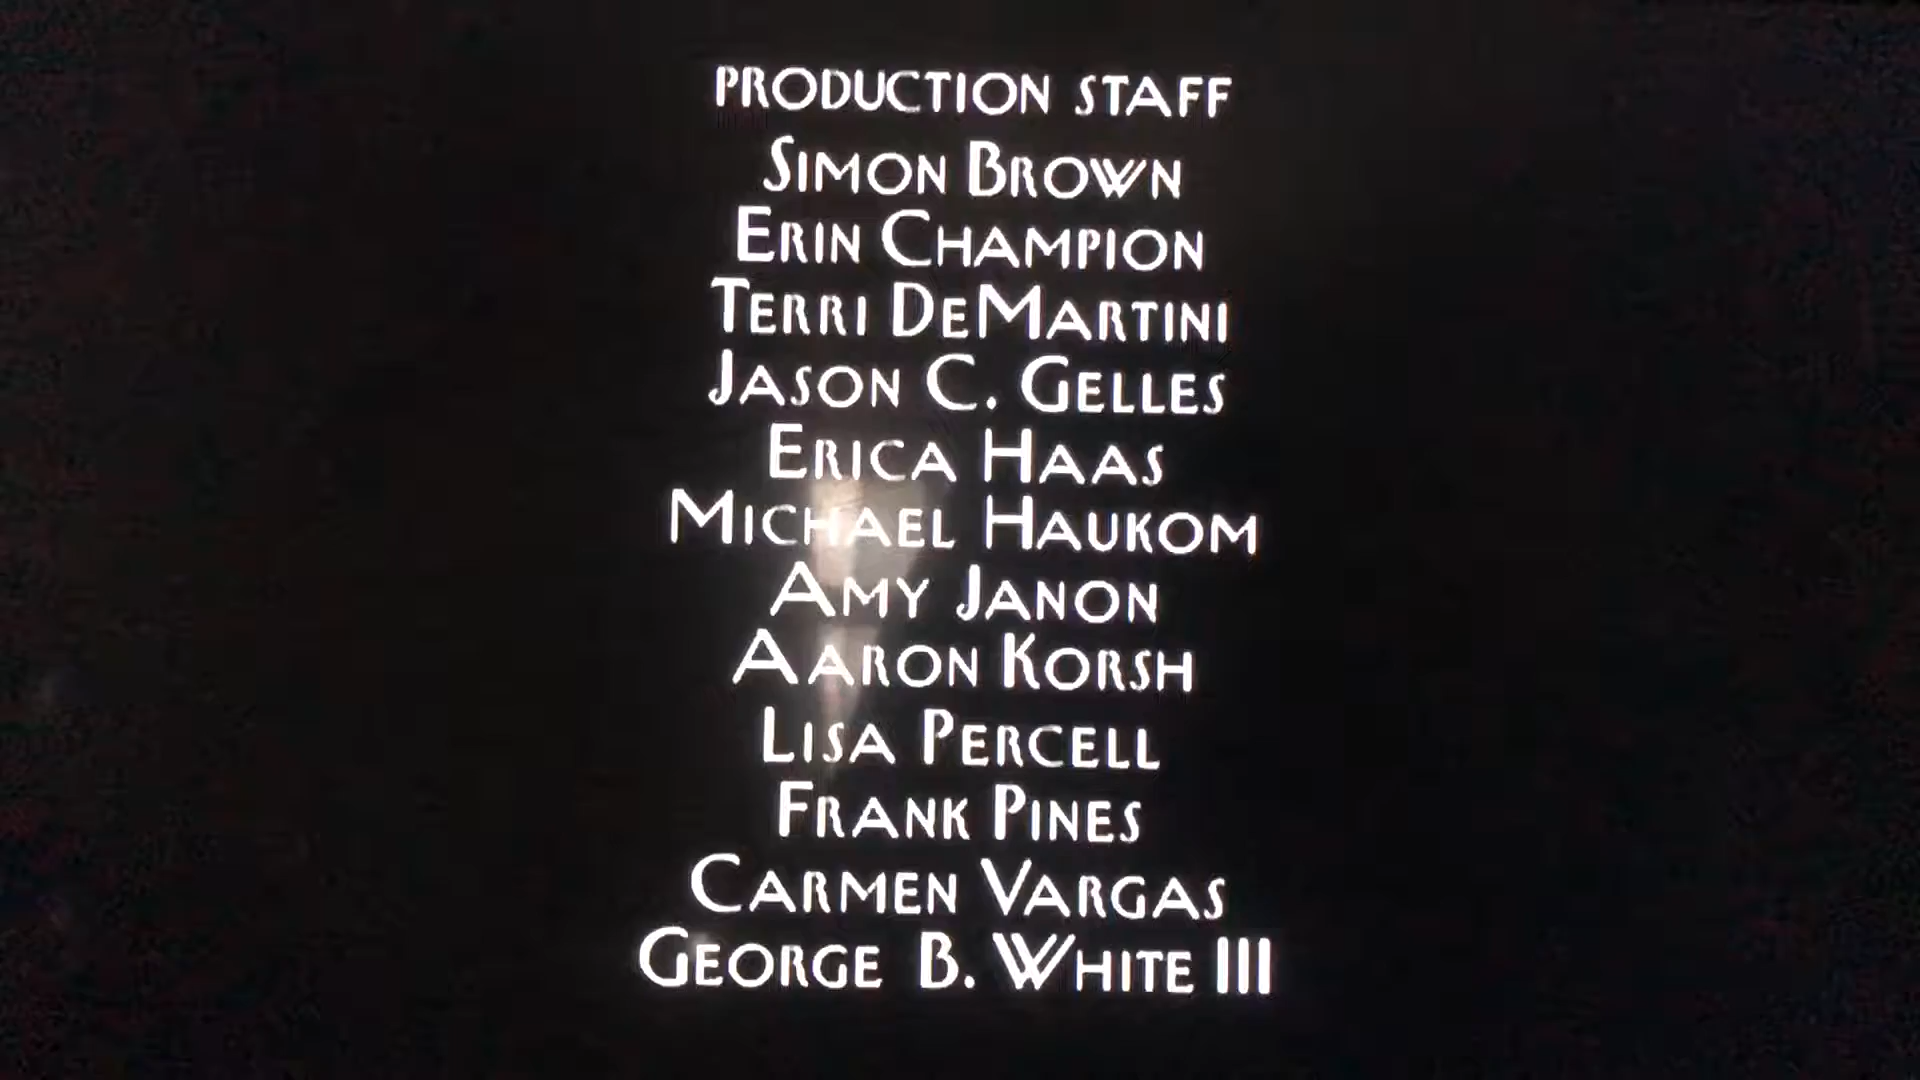 PRODUCTION STAFF
SIMON BROWN
ERIN CHAMPION
TERRI DEMARTINI
JASON C. GELLES
ERICA HAAS
MICHAEL HAUKOM
AMY JANON
AARON KORSH
LISA PERCELL
FRANK PINES
CARMEN VARGAS
GEORGE B. WHITE III